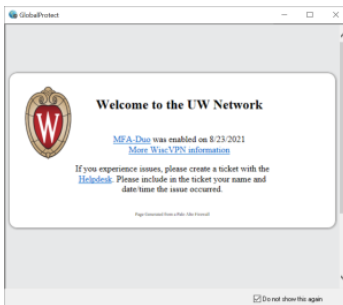 GlobalProtect
W
Welcome to the UW Network
MFA-Duo was enabled on 8/23/2021
More WiscVPN information
If you experience issues, please create a ticket with the
Helpdesk. Please include in the ticket your name and
date/time the issue occurred.
Page Generated from a Palo Alto Firewall
Do not show this again